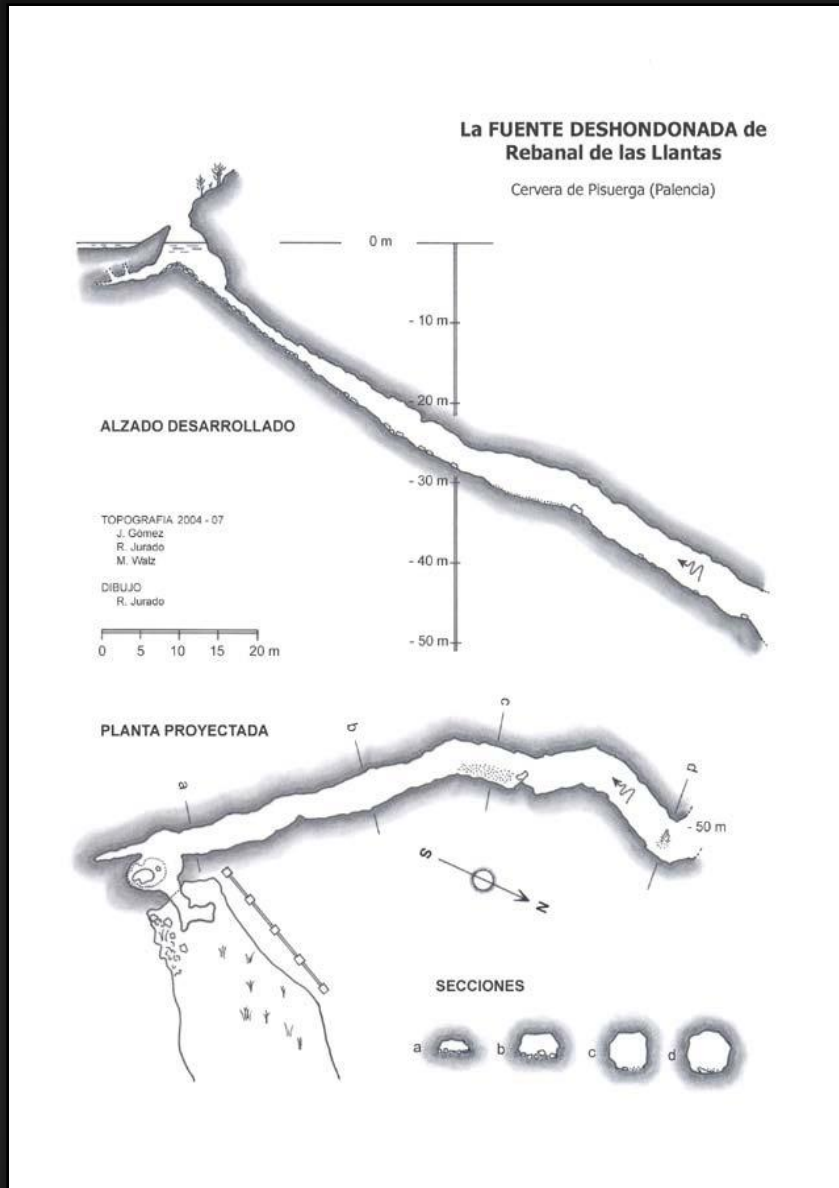 La FUENTE DESHONDONADA de
Rebanal de las Llantas
Cervera de Pisuerga (Palencia)
0 m
- 10 m
- 20 m
- 30 m
- 40 m
- 50 m
ALZADO DESARROLLADO
TOPOGRAFIA 2004 - 07
J. Gómez
R. Jurado
M. Walz
DIBUJO
R. Jurado
0 5 10 15 20 m
PLANTA PROYECTADA
a
b
c
d
- 50 m
S
N
SECCIONES
a b c d